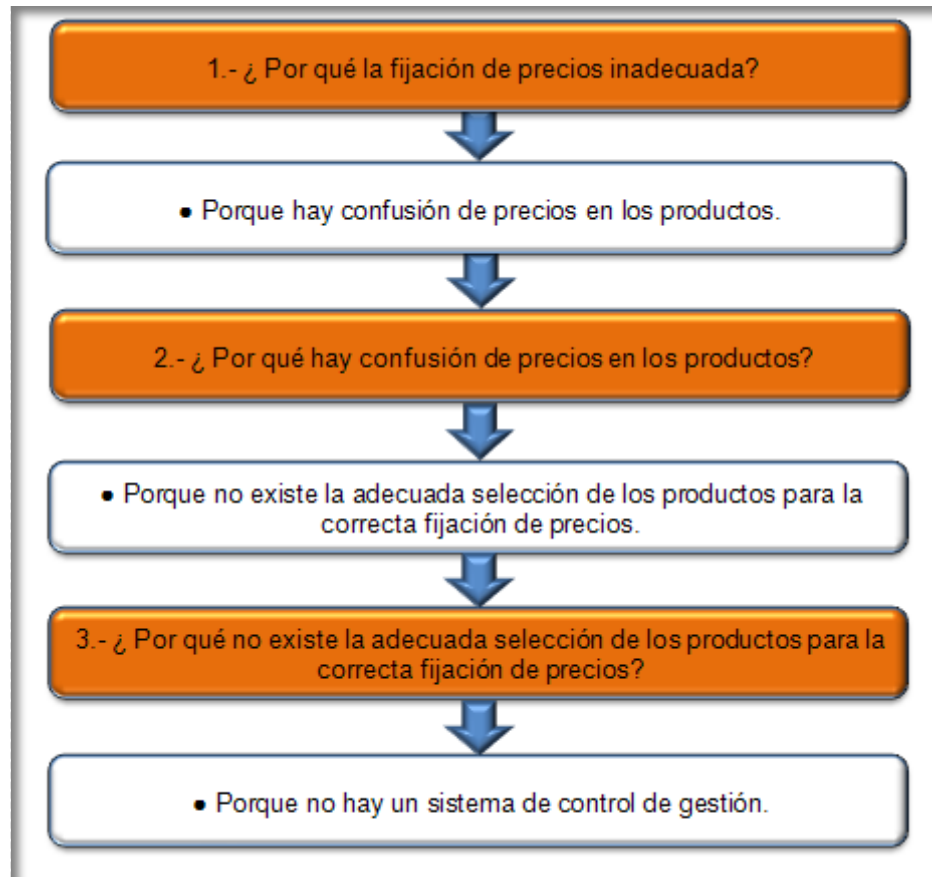 1.- ¿ Por qué la fijación de precios inadecuada?
● Porque hay confusión de precios en los productos.
2.- ¿ Por qué hay confusión de precios en los productos?
● Porque no existe la adecuada selección de los productos para la
correcta fijación de precios.
3.- ¿ Por qué no existe la adecuada selección de los productos para la
correcta fijación de precios?
● Porque no hay un sistema de control de gestión.